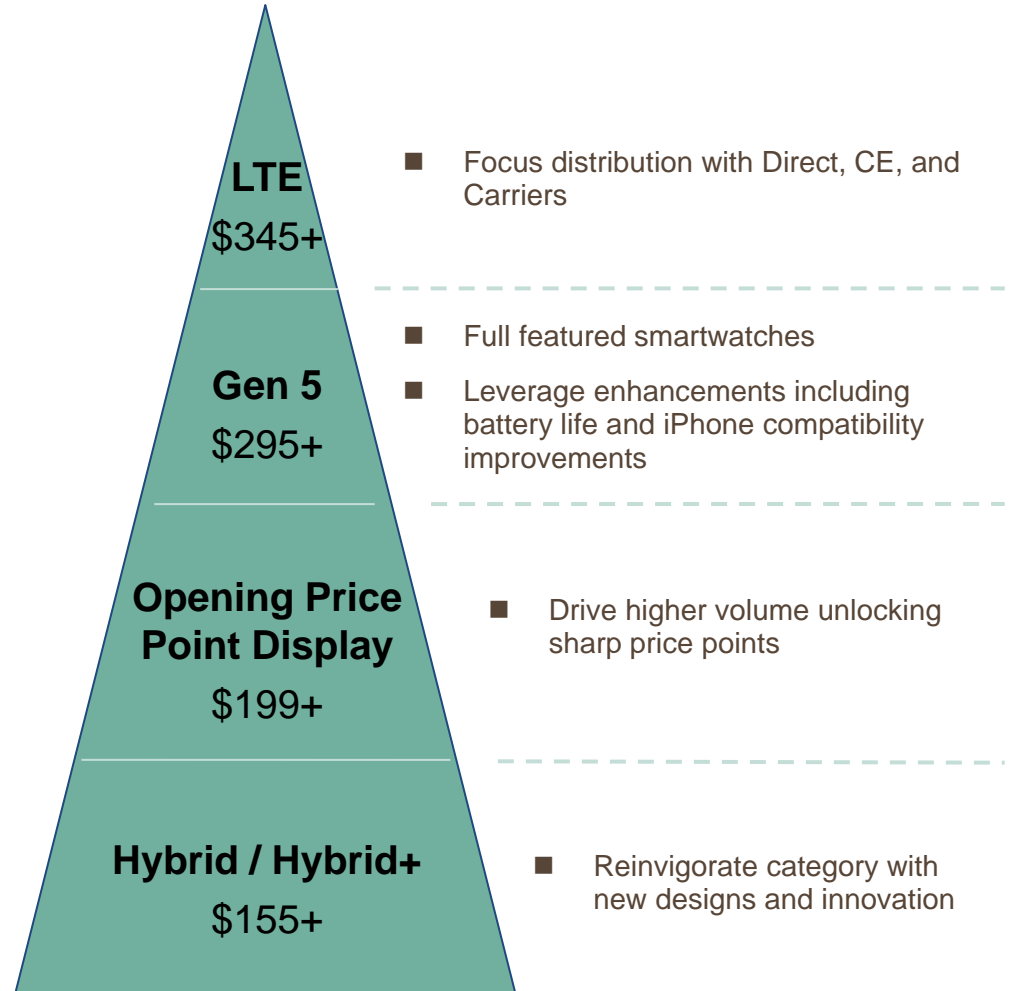 LTE
$345+
■ Focus distribution with Direct, CE, and
Carriers
Gen 5
$295+
■ Full featured smartwatches
■ Leverage enhancements including
battery life and iPhone compatibility
improvements
Opening Price
Point Display
$199+
■ Drive higher volume unlocking
sharp price points
Hybrid / Hybrid+
$155+
■ Reinvigorate category with
new designs and innovation